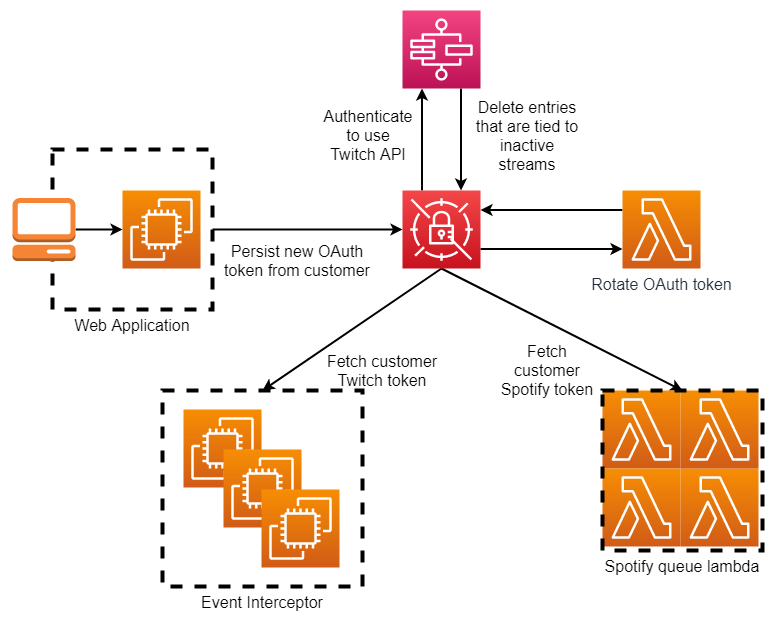 Authenticate
to use
Twitch API
Delete entries
that are tied to
inactive
streams
Persist new OAuth
token from customer
Rotate OAuth token
Web Application
Fetch customer
Twitch token
Fetch
customer
Spotify token
Event Interceptor
Spotify queue lambda